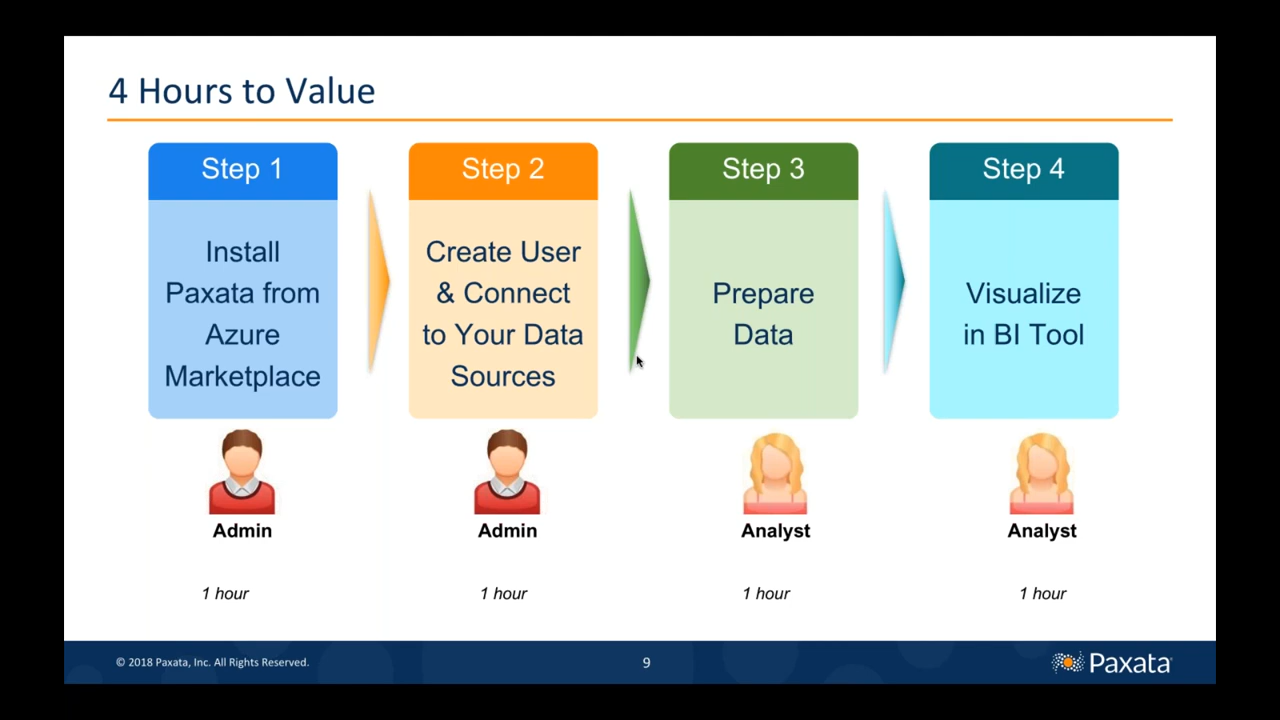 4 Hours to Value
Step 1
Install
Paxata from
Azure
Marketplace
Admin
1 hour
Step 2
Create User
& Connect
to Your Data
Sources
Admin
1 hour
Step 3
Prepare
Data
Analyst
1 hour
Step 4
Visualize
in BI Tool
Analyst
1 hour
© 2018 Paxata, Inc. All Rights Reserved.
9
Paxata